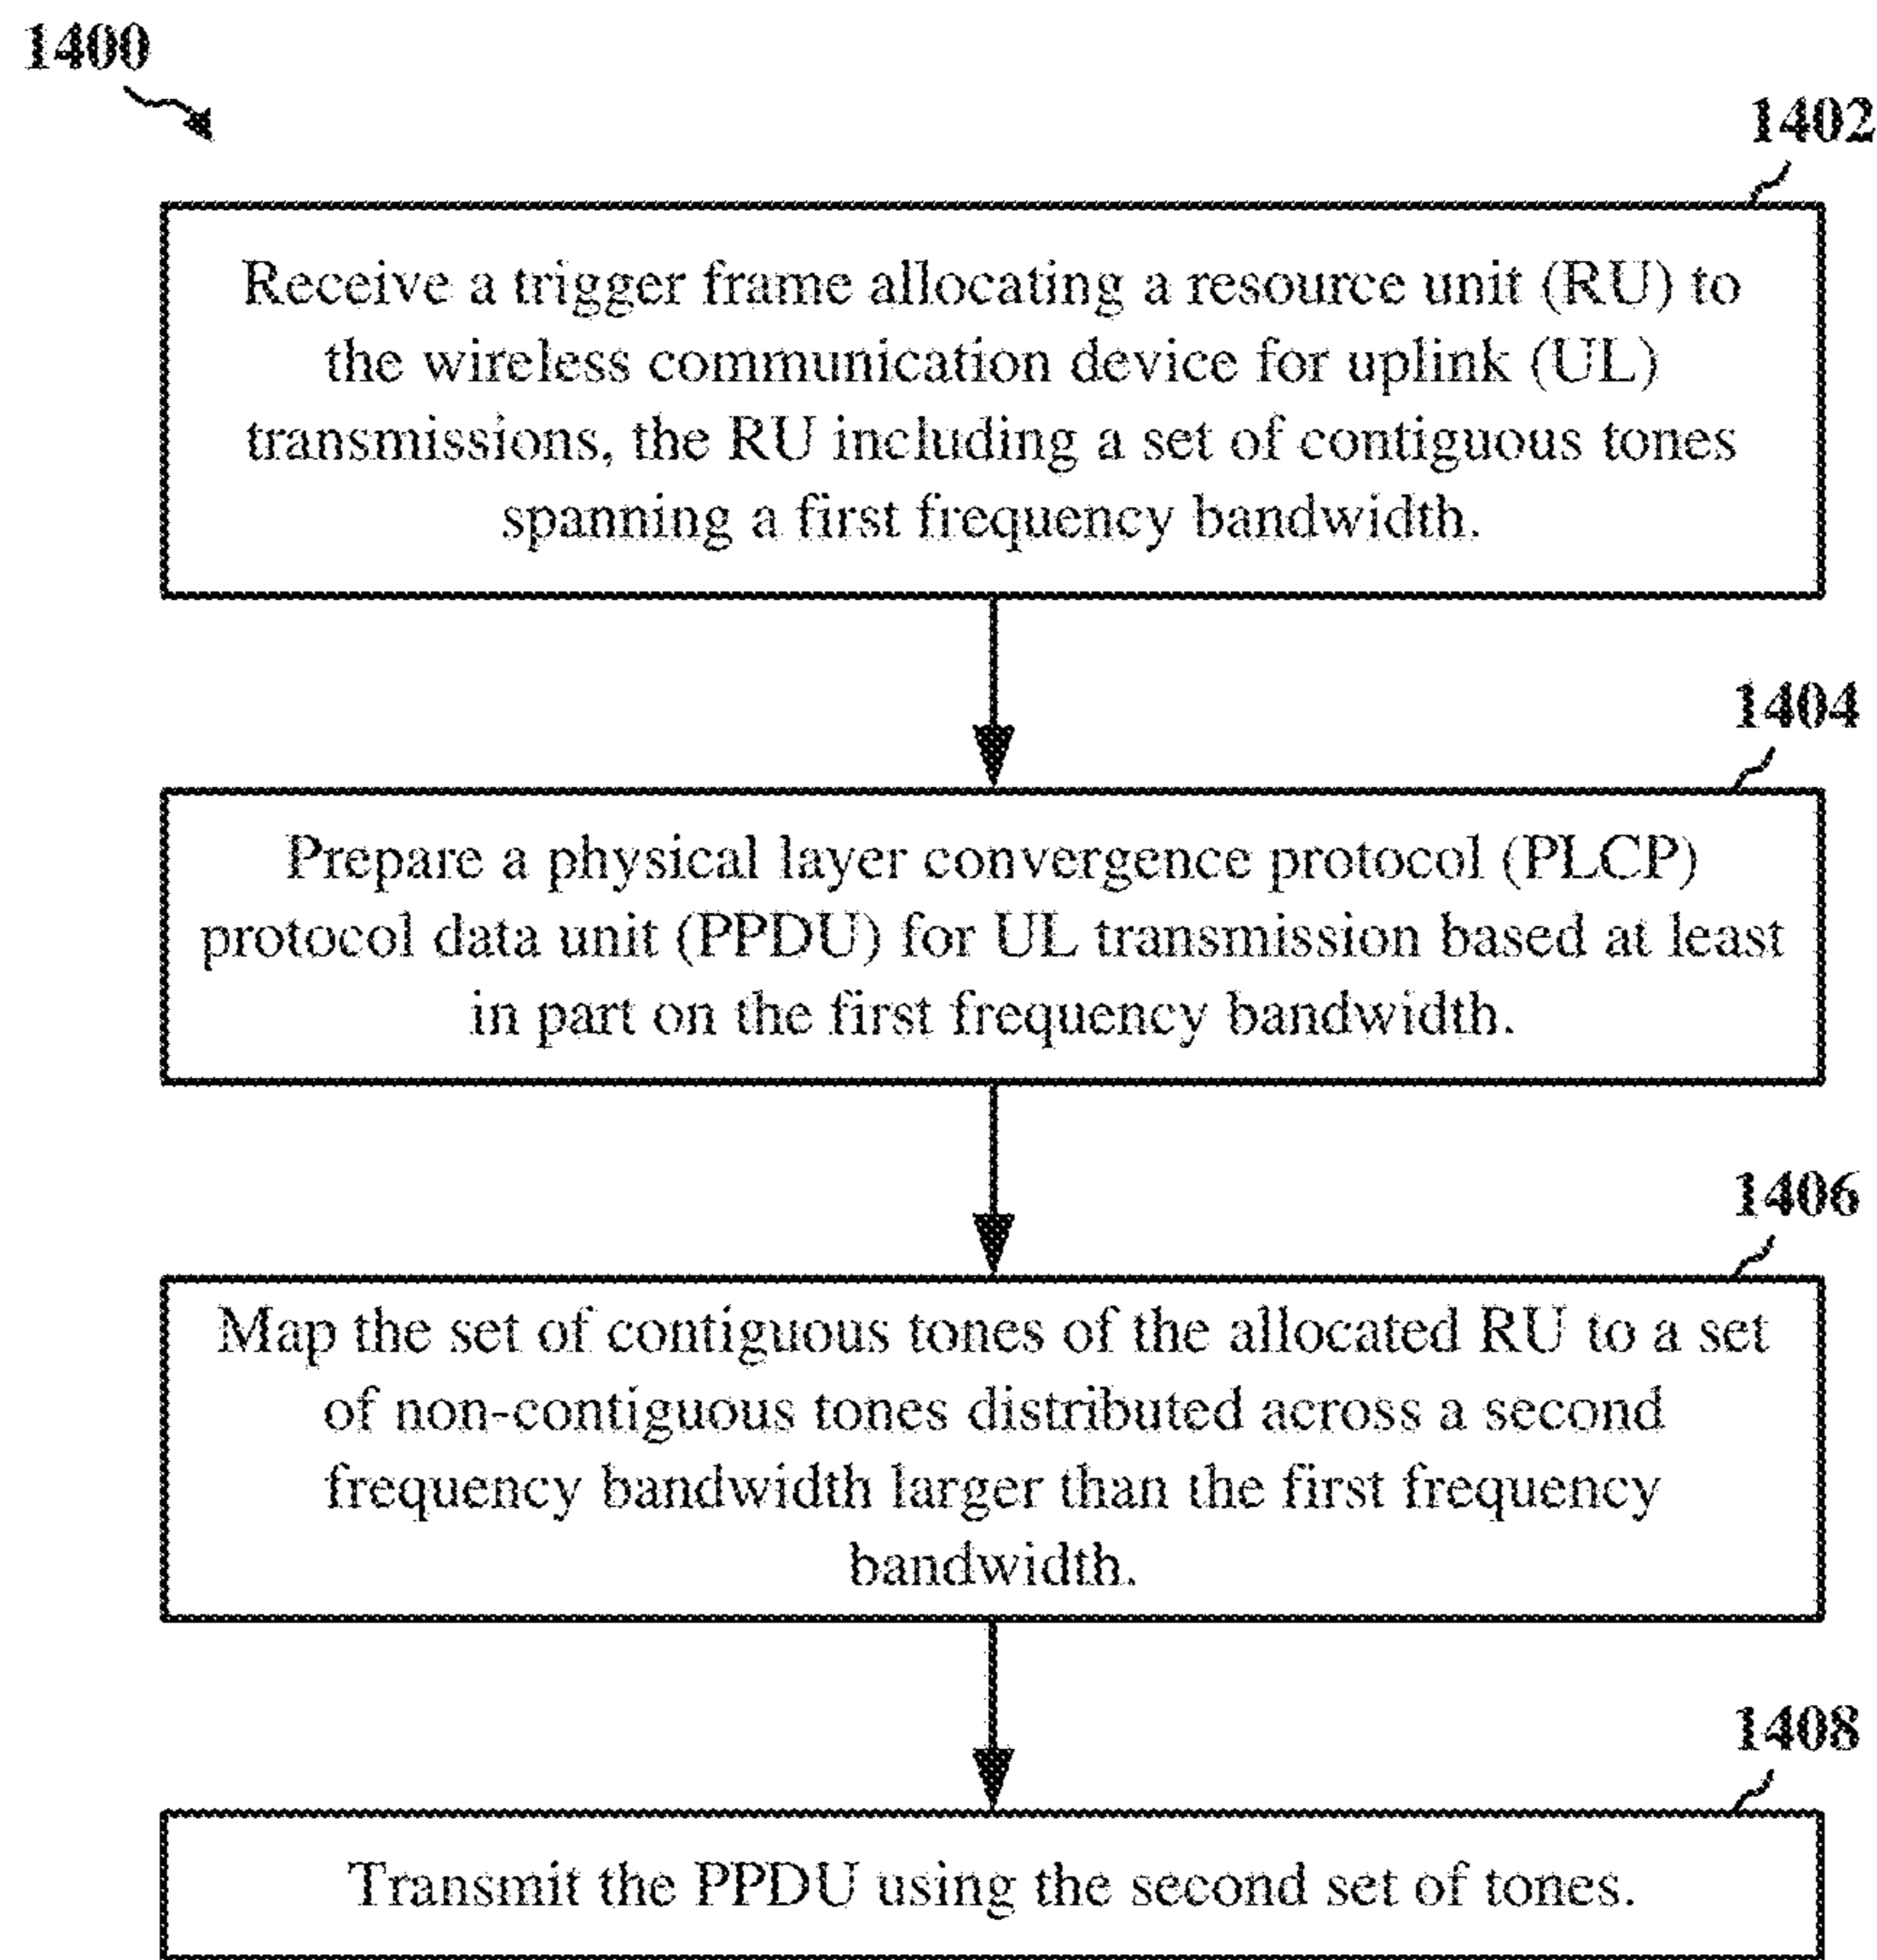 1400
1402
Receive a trigger frame allocating a resource unit (RU) to
the wireless communication device for uplink (UL)
transmissions, the RU including a set of contiguous tones
spanning a first frequency bandwidth.
1404
Prepare a physical layer convergence protocol (PLCP)
protocol data unit (PPDU) for UL transmission based at least
in part on the first frequency bandwidth.
1406
Map the set of contiguous tones of the allocated RU to a set
of non-contiguous tones distributed across a second
frequency bandwidth larger than the first frequency
bandwidth.
1408
Transmit the PPDU using the second set of tones.